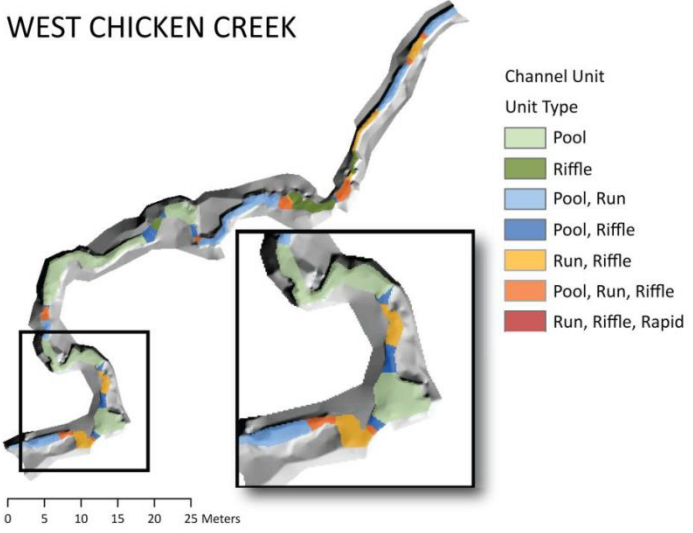 WEST CHICKEN CREEK
Channel Unit
Unit Type
Pool
Riffle
Pool, Run
Pool, Riffle
Run, Riffle
Pool, Run, Riffle
Run, Riffle, Rapid
0 5 10 15 20 25 Meters